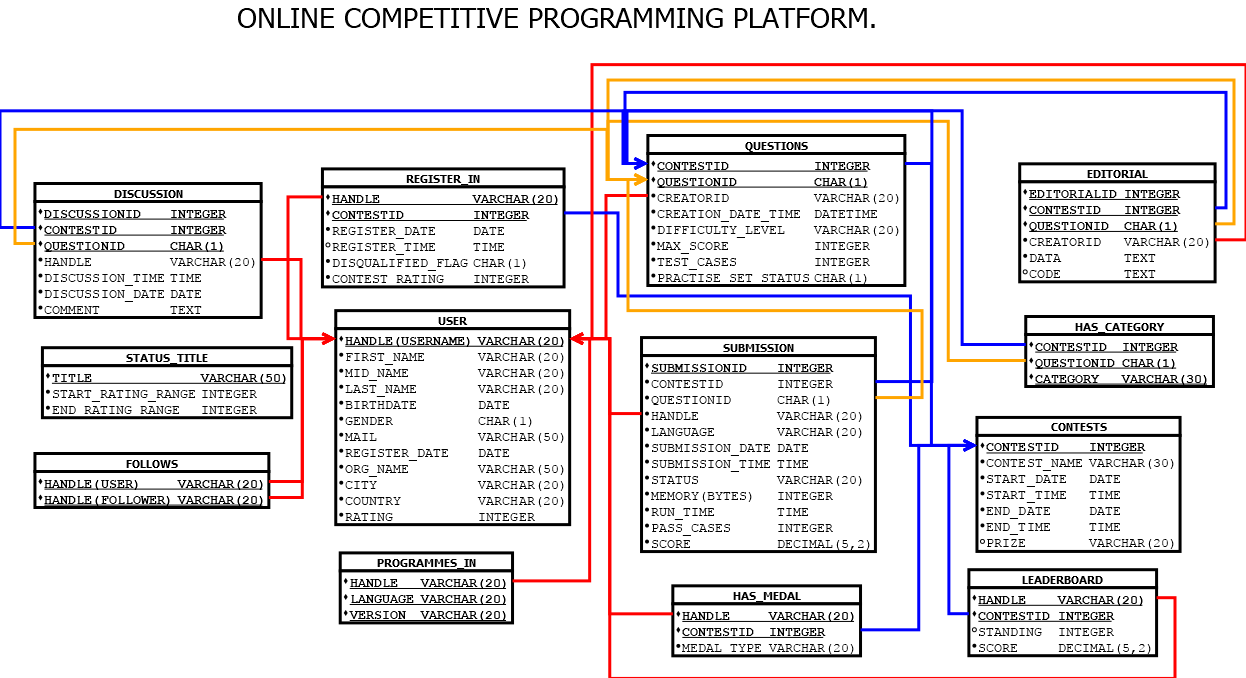 ONLINE COMPETITIVE PROGRAMMING PLATFORM.
DISCUSSION
DISCUSSIONID INTEGER
CONTESTID INTEGER
QUESTIONID CHAR(1)
HANDLE VARCHAR(20)
DISCUSSION_TIME TIME
DISCUSSION_DATE DATE
COMMENT TEXT
STATUS_TITLE
TITLE VARCHAR(50)
START_RATING_RANGE INTEGER
END_RATING_RANGE INTEGER
FOLLOWS
HANDLE(USER) VARCHAR(20)
HANDLE(FOLLOWER) VARCHAR(20)
REGISTER_IN
HANDLE VARCHAR(20)
CONTESTID INTEGER
REGISTER_DATE DATE
REGISTER_TIME TIME
DISQUALIFIED_FLAG CHAR(1)
CONTEST_RATING INTEGER
USER
HANDLE(USERNAME) VARCHAR(20)
FIRST_NAME VARCHAR(20)
MID_NAME VARCHAR(20)
LAST_NAME VARCHAR(20)
BIRTHDATE DATE
GENDER CHAR(1)
MAIL VARCHAR(50)
REGISTER_DATE DATE
ORG_NAME VARCHAR(50)
CITY VARCHAR(20)
COUNTRY VARCHAR(20)
RATING INTEGER
PROGRAMMES_IN
HANDLE VARCHAR(20)
LANGUAGE VARCHAR(20)
VERSION VARCHAR(20)
QUESTIONS
CONTESTID INTEGER
QUESTIONID CHAR(1)
CREATORID VARCHAR(20)
CREATION_DATE_TIME DATETIME
DIFFICULTY_LEVEL VARCHAR(20)
MAX_SCORE INTEGER
TEST_CASES INTEGER
PRACTISE_SET_STATUS CHAR(1)
SUBMISSION
SUBMISSIONID INTEGER
CONTESTID INTEGER
QUESTIONID CHAR(1)
HANDLE VARCHAR(20)
LANGUAGE VARCHAR(20)
SUBMISSION_DATE DATE
SUBMISSION_TIME TIME
STATUS VARCHAR(20)
MEMORY(BYTES) INTEGER
RUN_TIME TIME
PASS_CASES INTEGER
SCORE DECIMAL(5,2)
HAS_MEDAL
HANDLE VARCHAR(20)
CONTESTID INTEGER
MEDAL_TYPE VARCHAR(20)
EDITORIAL
EDITORIALID INTEGER
CONTESTID INTEGER
QUESTIONID CHAR(1)
CREATORID VARCHAR(20)
DATA TEXT
CODE TEXT
HAS_CATEGORY
CONTESTID INTEGER
QUESTIONID CHAR(1)
CATEGORY VARCHAR(30)
CONTESTS
CONTESTID INTEGER
CONTEST_NAME VARCHAR(30)
START_DATE DATE
START_TIME TIME
END_DATE DATE
END_TIME TIME
PRIZE VARCHAR(20)
LEADERBOARD
HANDLE VARCHAR(20)
CONTESTID INTEGER
STANDING INTEGER
SCORE DECIMAL(5,2)